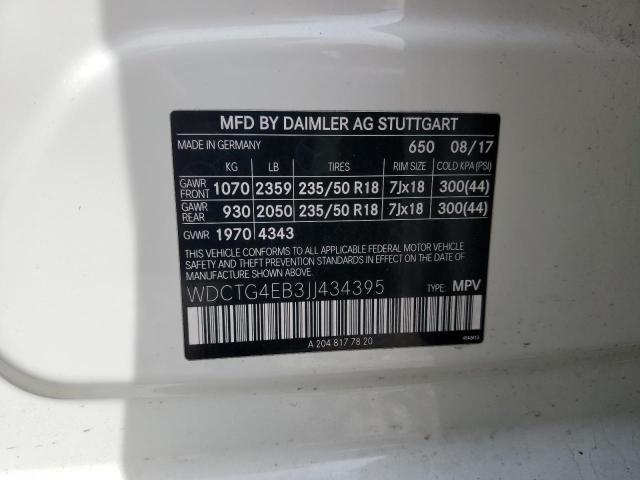 MFD BY DAIMLER AG STUTTGART
MADE IN GERMANY 650 08/17
KG LB TIRES RIM SIZE COLD KPA (PSI)
GAWR FRONT 1070 2359 235/50 R18 7Jx18 300(44)
GAWR REAR 930 2050 235/50 R18 7Jx18 300(44)
GVWR 1970 4343
THIS VEHICLE CONFORMS TO ALL APPLICABLE FEDERAL MOTOR VEHICLE
SAFETY, BUMPER, AND THEFT PREVENTION STANDARDS IN EFFECT ON THE
DATE OF MANUFACTURE SHOWN ABOVE.
WDCTG4EB3JJ434395 TYPE: MPV
A 204 817 78 20